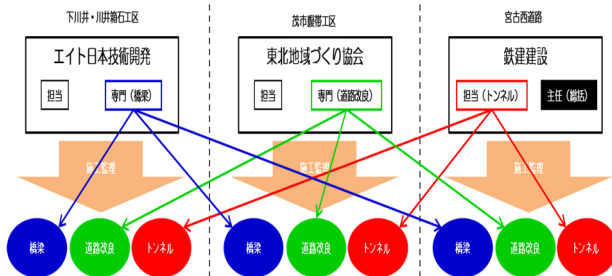 下川井・川井箱石工区
茂市腹帯工区
宮古西道路
エイト日本技術開発
東北地域づくり協会
鉄建建設
担当
専門（橋梁）
担当
専門（道路改良）
担当（トンネル）
主任（総括）
施工監理
施工監理
施工監理
橋梁
道路改良
トンネル
橋梁
道路改良
トンネル
橋梁
道路改良
トンネル